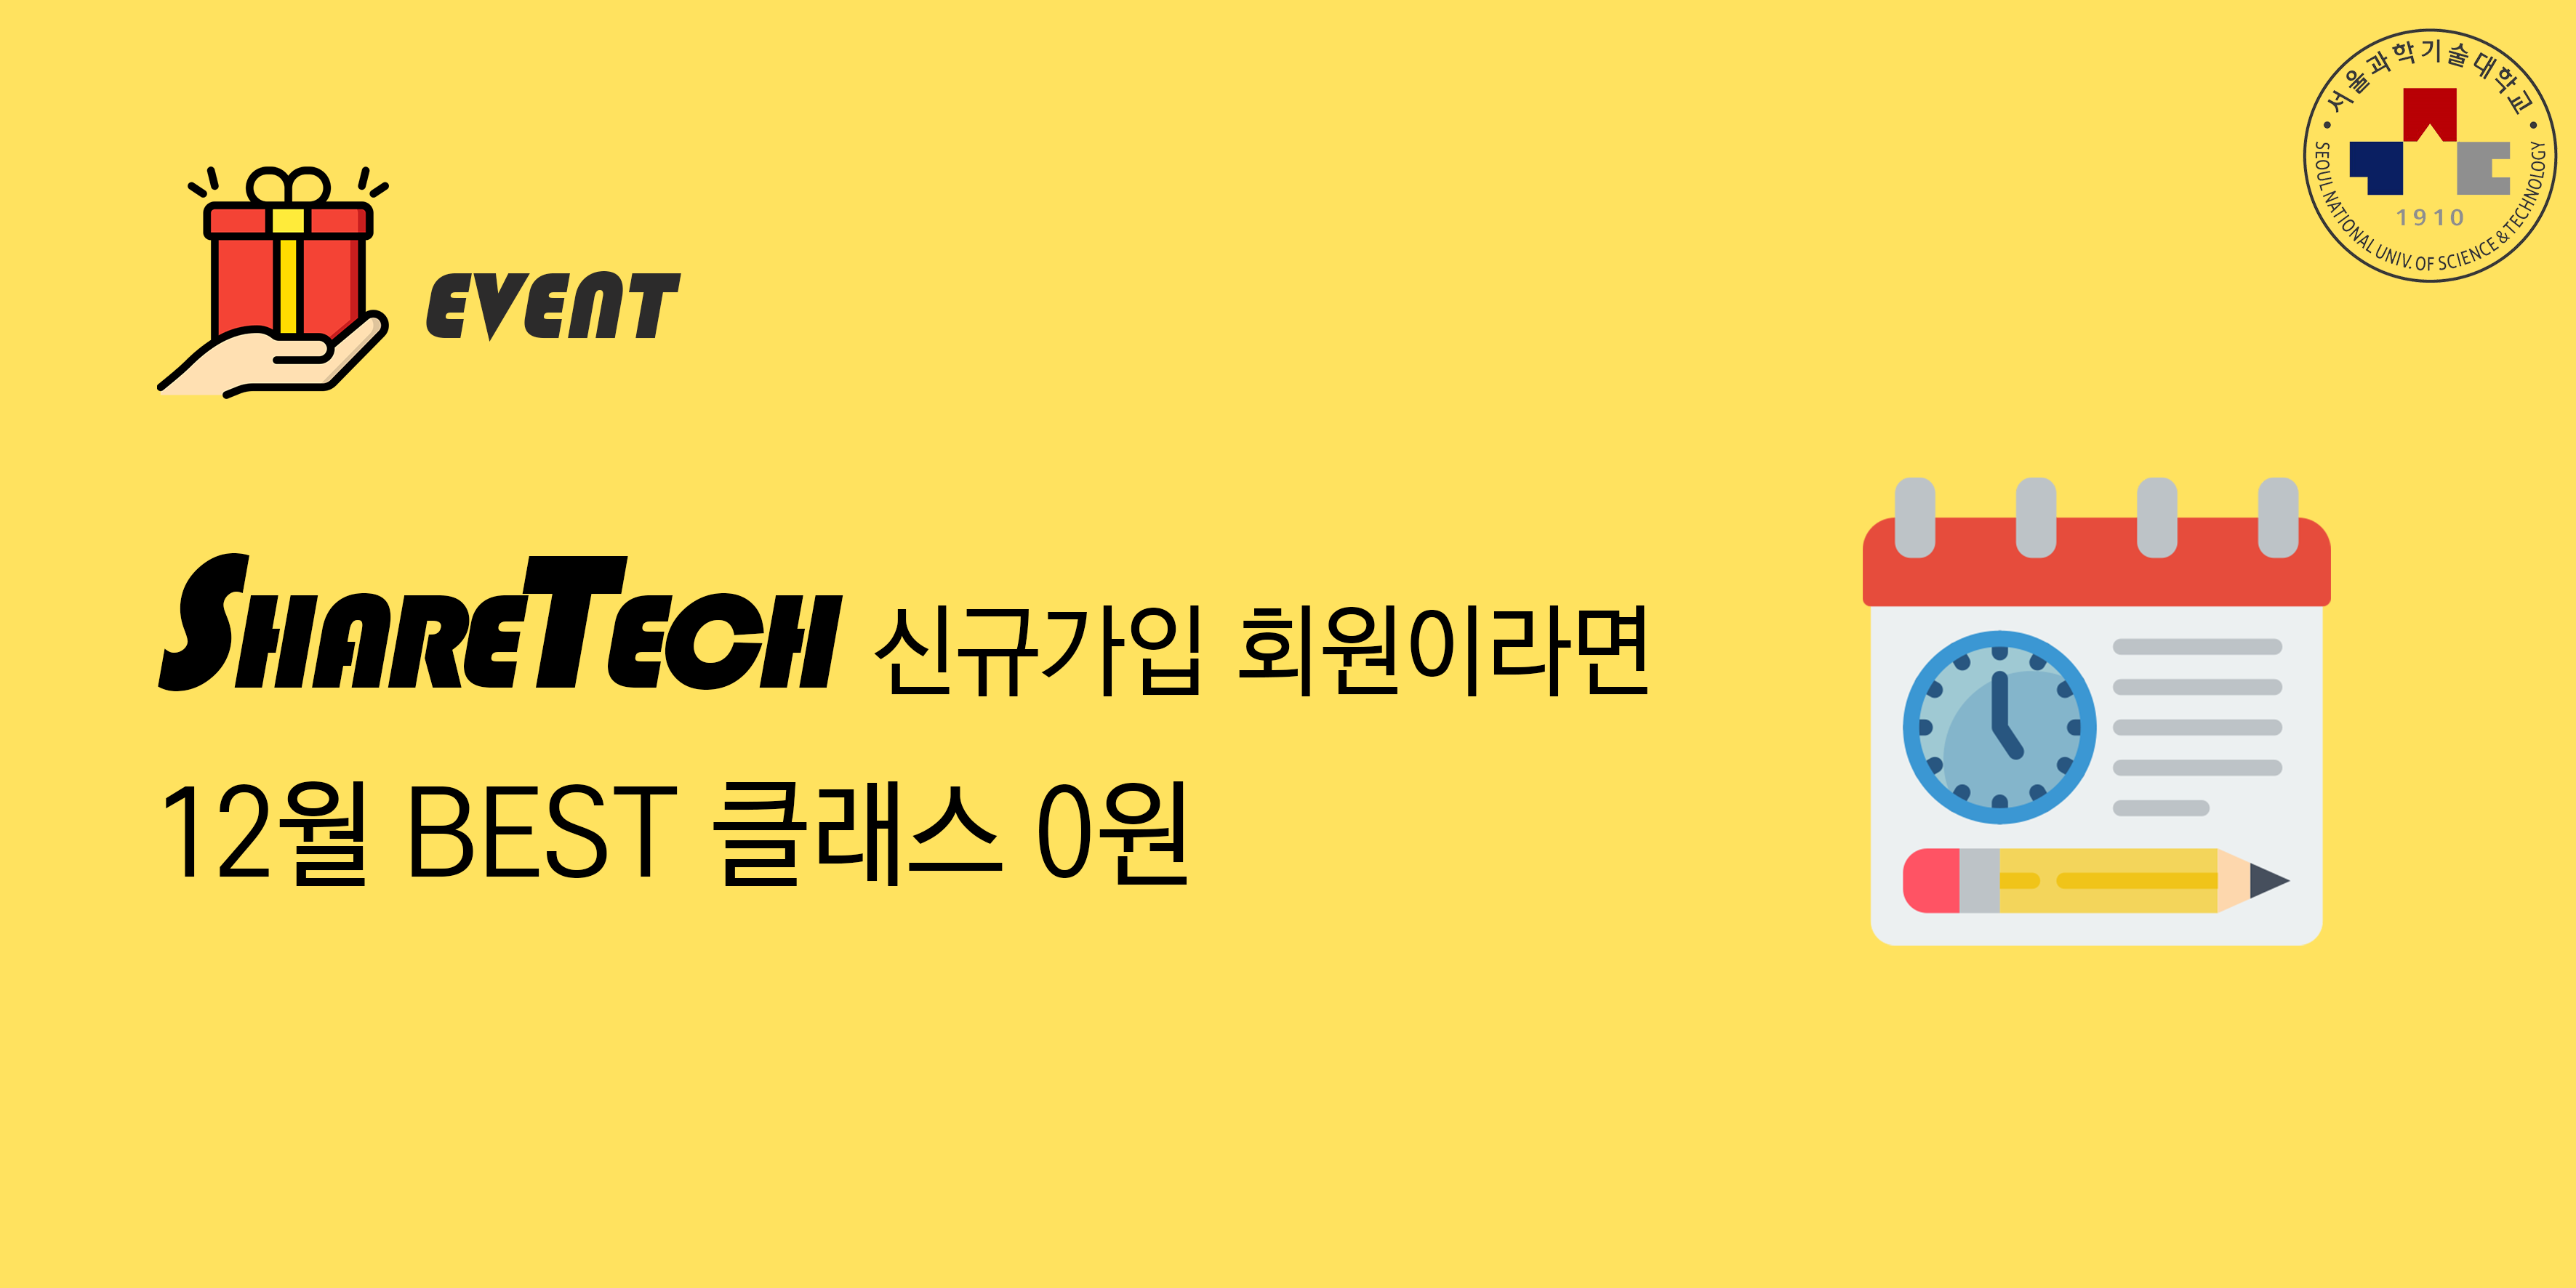 서울과학기술대학교
1910
SEOUL NATIONAL UNIV. OF SCIENCE & TECHNOLOGY
EVENT
SHARETECH 신규가입 회원이라면
12월 BEST 클래스 0원